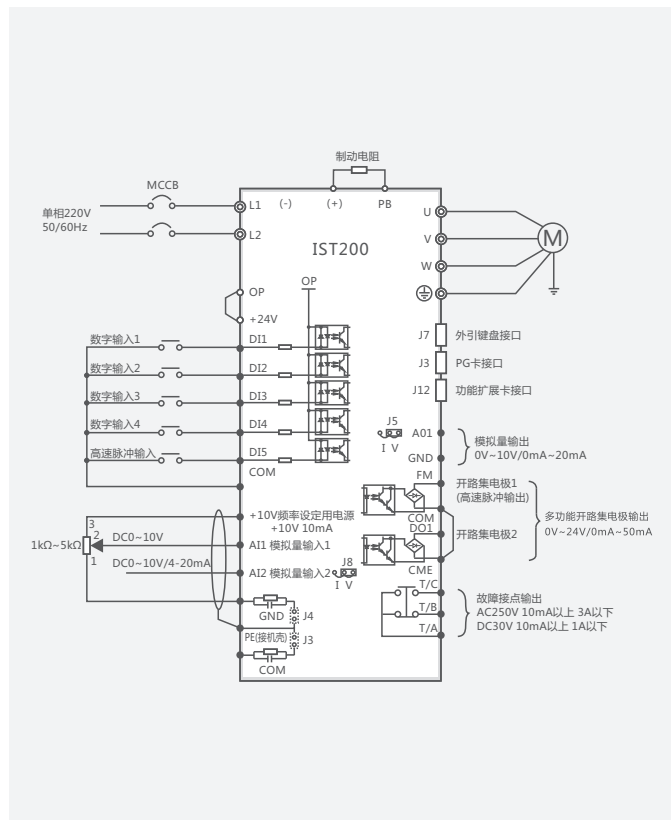 制动电阻
MCCB
单相220V
50/60Hz
L1
(-)
(+)
PB
L2
IST200
U
V
W
M
OP
+24V
OP
数字输入1
DI1
数字输入2
DI2
数字输入3
DI3
数字输入4
DI4
高速脉冲输入
DI5
COM
J7
外引键盘接口
J3
PG卡接口
J12
功能扩展卡接口
J5
I V
A01
GND
模拟量输出
0V~10V/0mA~20mA
FM
开路集电极1
(高速脉冲输出)
COM
DO1
开路集电极2
CME
多功能开路集电极输出
0V~24V/0mA~50mA
+10V频率设定用电源
+10V 10mA
3
2
1
1kΩ~5kΩ
DC0~10V
AI1 模拟量输入1
DC0~10V/4-20mA
AI2 模拟量输入2
J8
I V
GND
J4
PE(接机壳)
J3
COM
T/C
T/B
T/A
故障接点输出
AC250V 10mA以上 3A以下
DC30V 10mA以上 1A以下